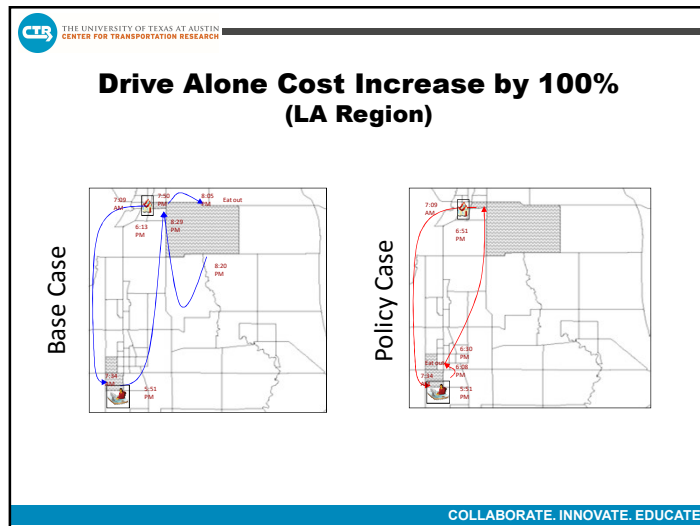 CTR
THE UNIVERSITY OF TEXAS AT AUSTIN
CENTER FOR TRANSPORTATION RESEARCH
Drive Alone Cost Increase by 100%
(LA Region)
Base Case
7:09
AM
7:50
PM
8:05
PM
Eat out
6:13
PM
8:29
PM
8:20
PM
7:34
AM
5:51
PM
Policy Case
7:09
AM
6:51
PM
6:30
PM
Eat out
6:08
PM
7:34
AM
5:51
PM
COLLABORATE. INNOVATE. EDUCATE